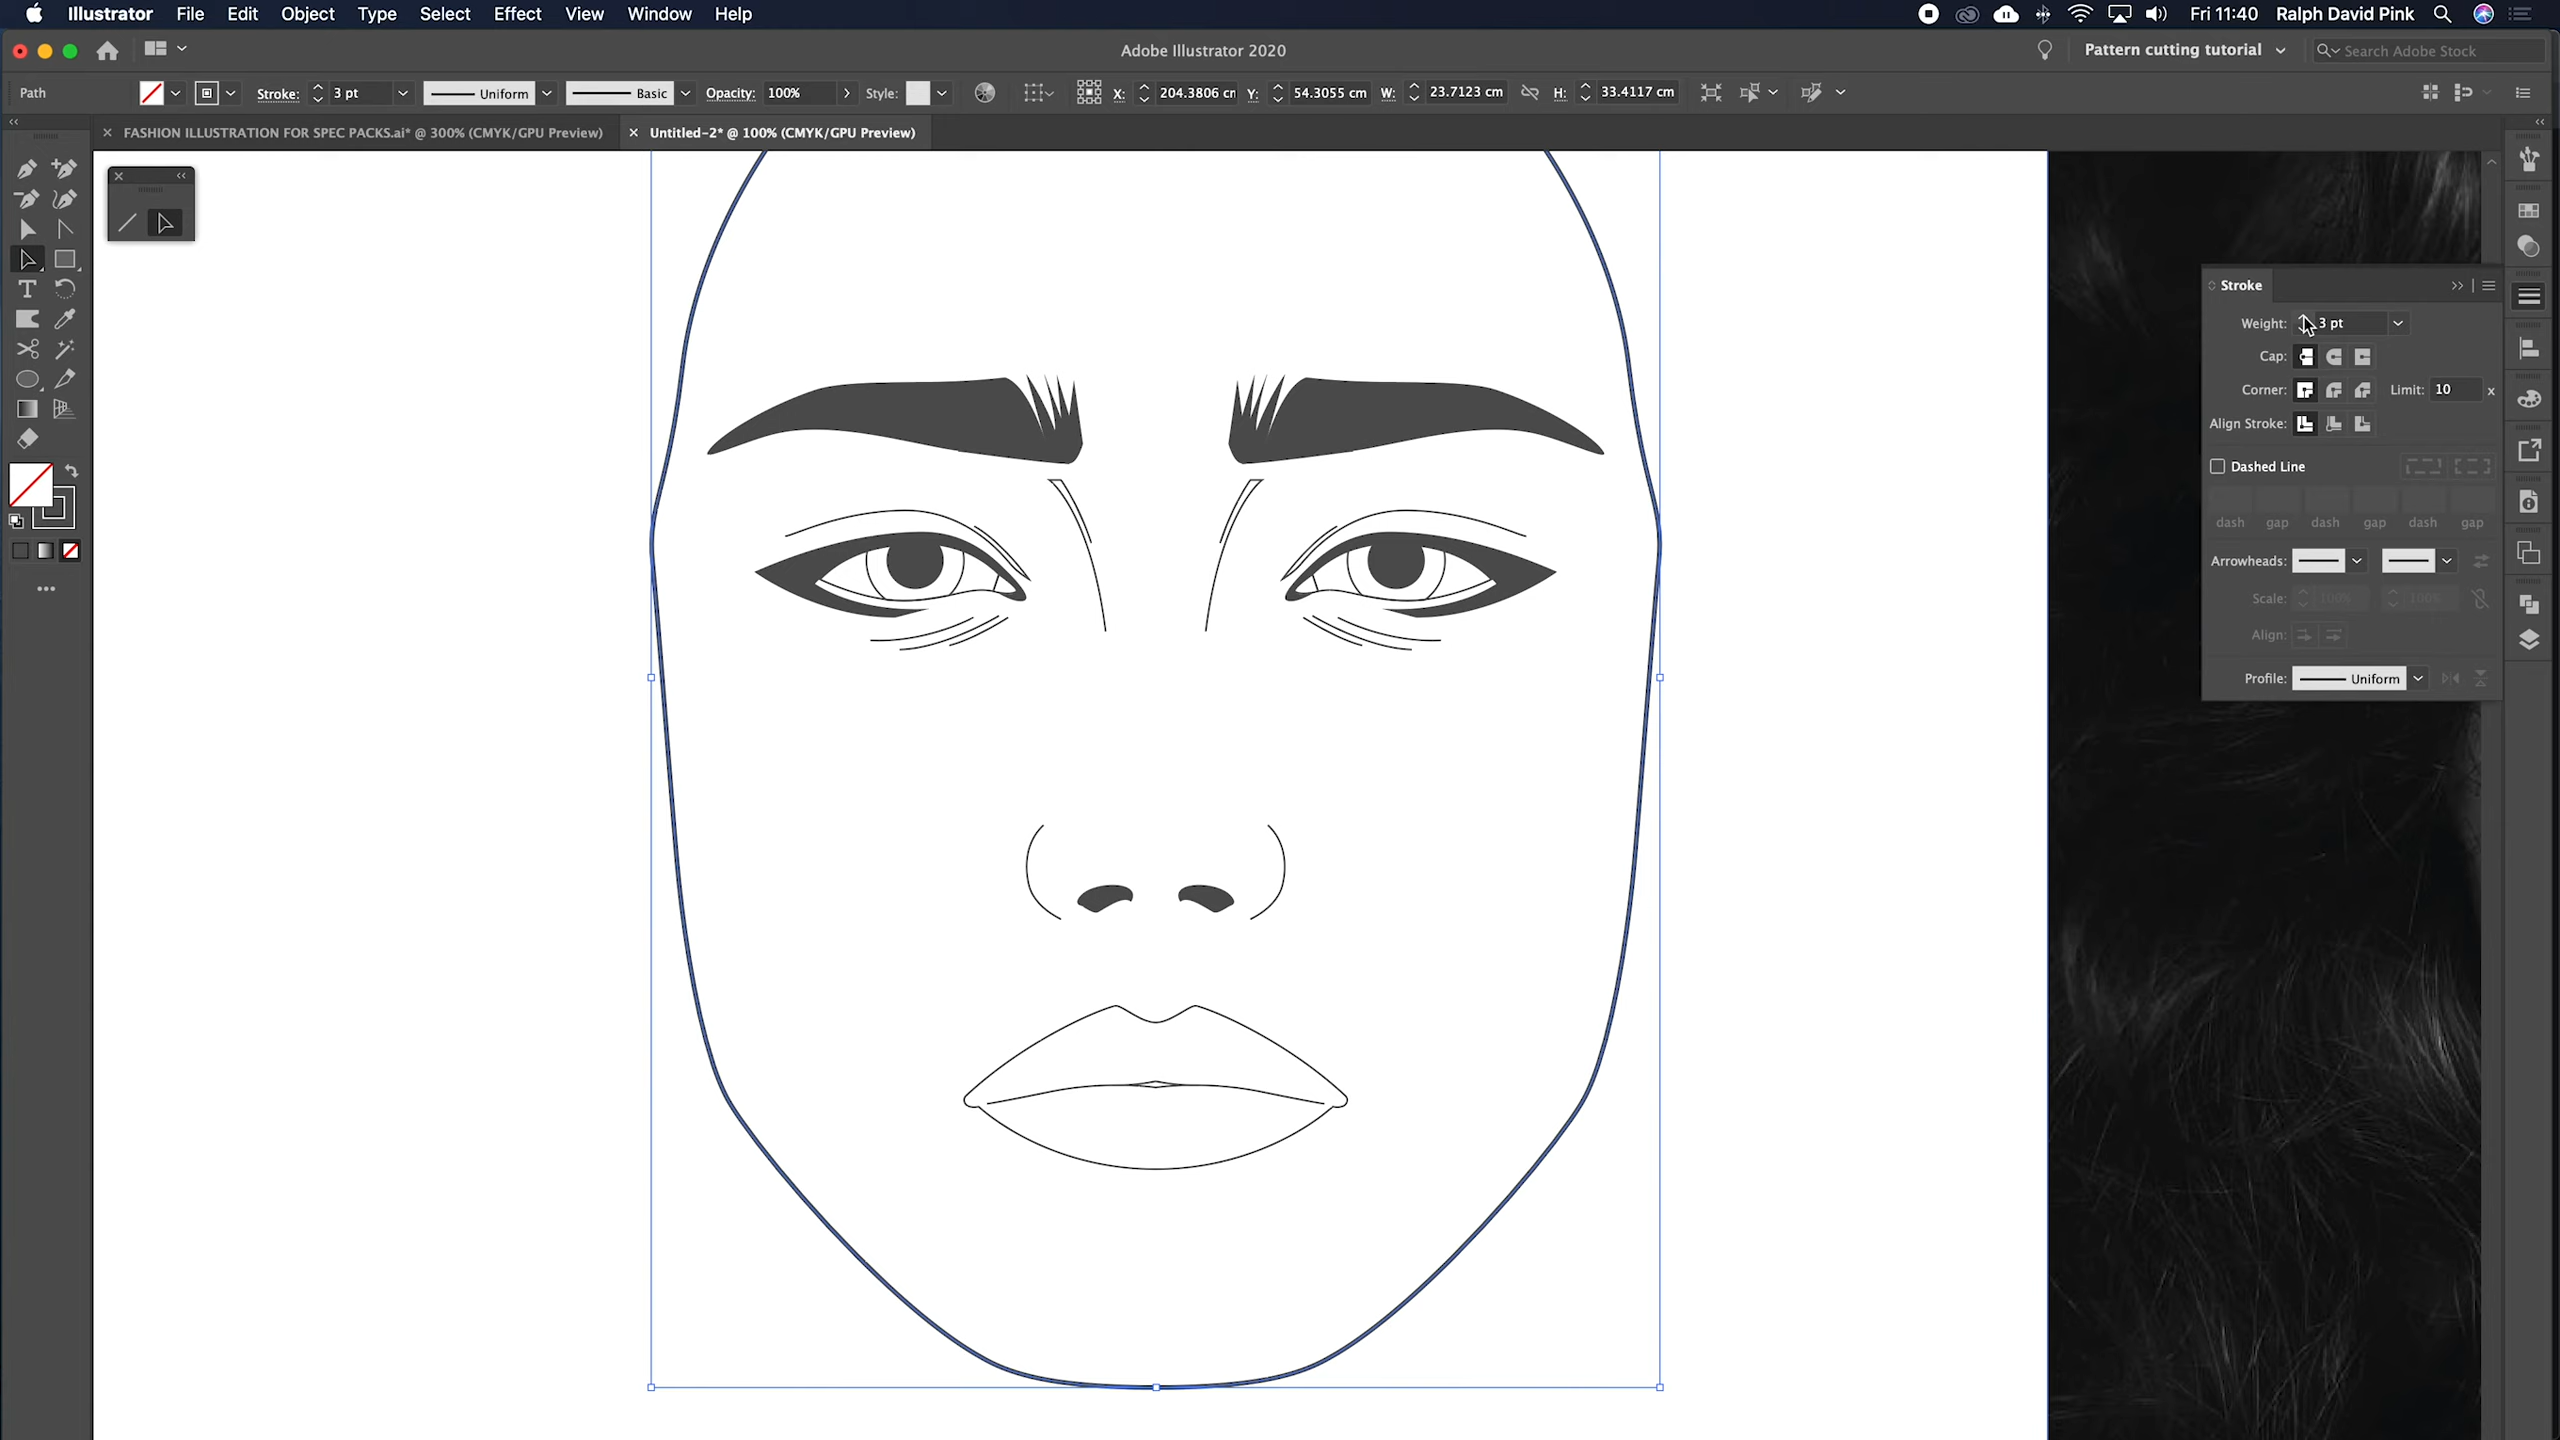 Illustrator File Edit Object Type Select Effect View Window Help Fri 11:40 Ralph David Pink
Adobe Illustrator 2020 Pattern cutting tutorial Search Adobe Stock
Path Stroke: 3 pt Uniform Basic Opacity: 100% Style: X: 204.3806 cm Y: 54.3055 cm W: 23.7123 cm H: 33.4117 cm
FASHION ILLUSTRATION FOR SPEC PACKS.ai* @ 300% (CMYK/GPU Preview) Untitled-2* @ 100% (CMYK/GPU Preview)
Stroke
Weight: 3 pt
Cap:
Corner: Limit: 10 x
Align Stroke:
Dashed Line
dash gap dash gap dash gap
Arrowheads:
Scale: 100% 100%
Align:
Profile: Uniform